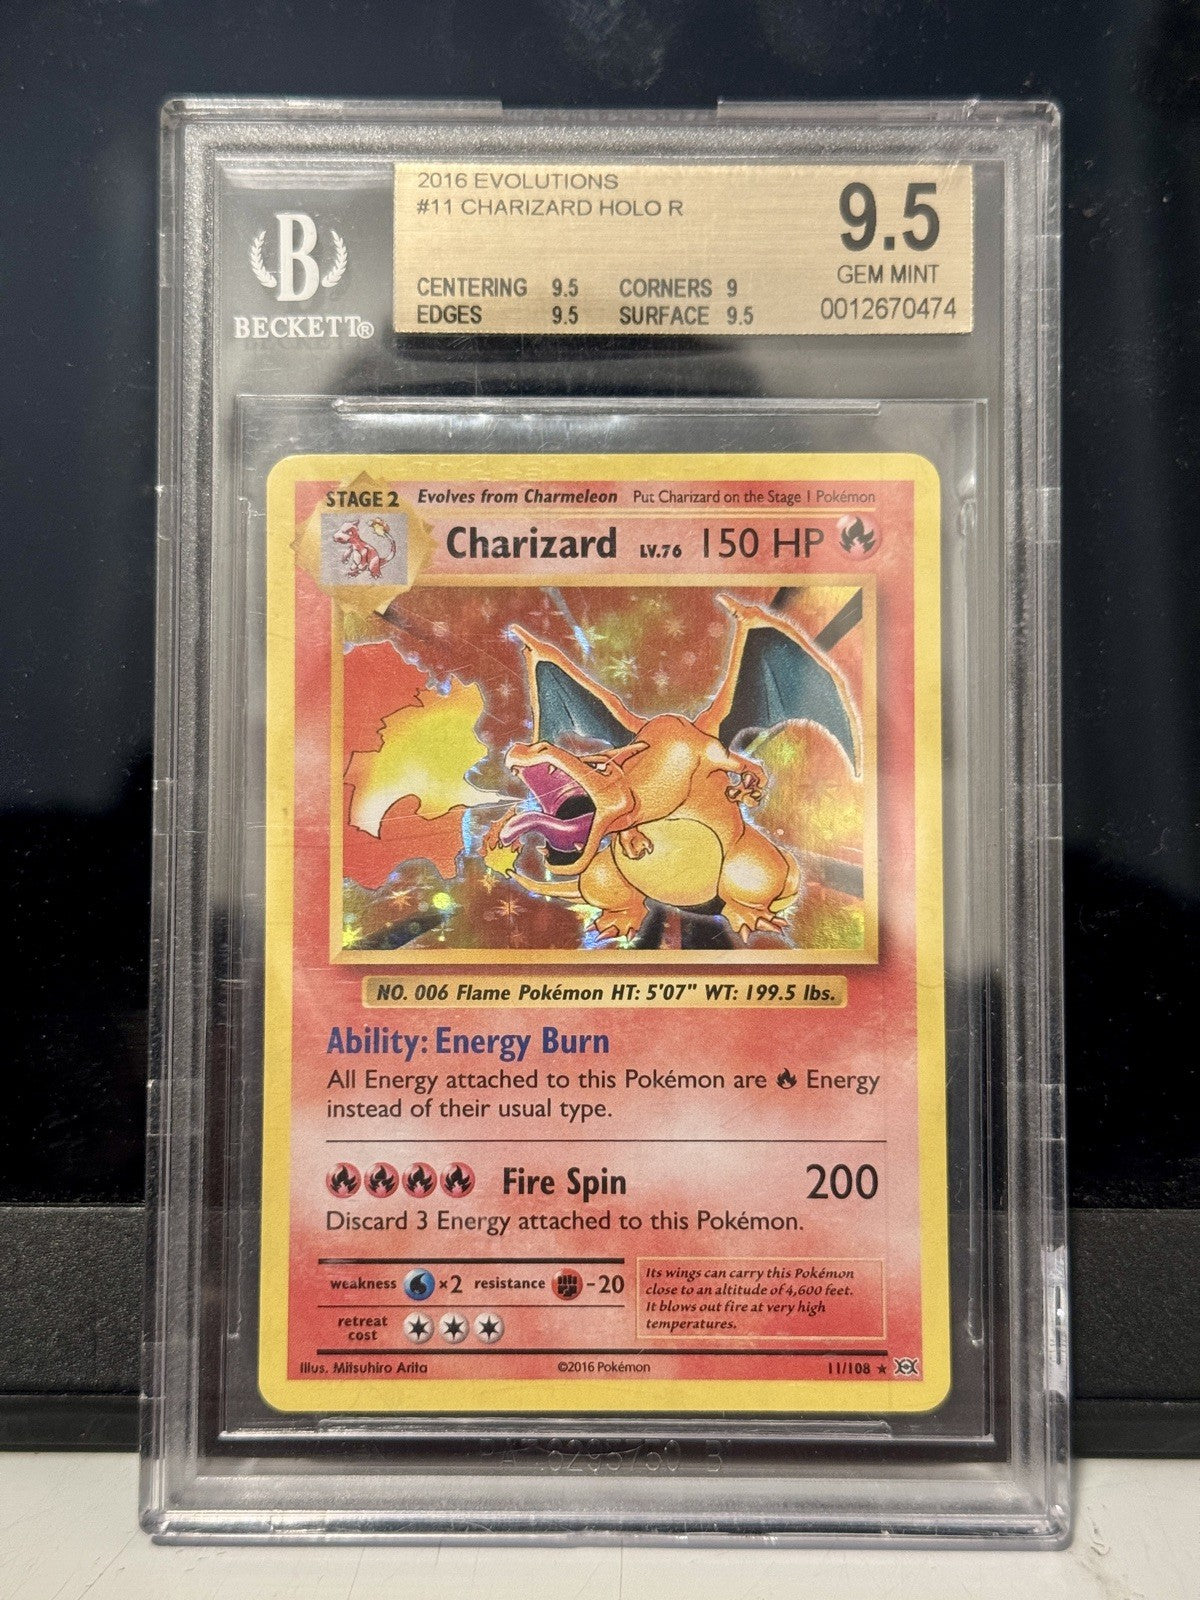 2016 EVOLUTIONS
#11 CHARIZARD HOLO R
9.5
GEM MINT
CENTERING 9.5 CORNERS 9
EDGES 9.5 SURFACE 9.5
0012670474
B
BECKETT®
STAGE 2 Evolves from Charmeleon Put Charizard on the Stage 1 Pokémon
Charizard LV.76 150 HP
NO. 006 Flame Pokémon HT: 5'07" WT: 199.5 lbs.
Ability: Energy Burn
All Energy attached to this Pokémon are Energy
instead of their usual type.
Fire Spin 200
Discard 3 Energy attached to this Pokémon.
weakness ×2 resistance -20
retreat
cost
Its wings can carry this Pokémon
close to an altitude of 4,600 feet.
It blows out fire at very high
temperatures.
Illus. Mitsuhiro Arita ©2016 Pokémon 11/108 ★